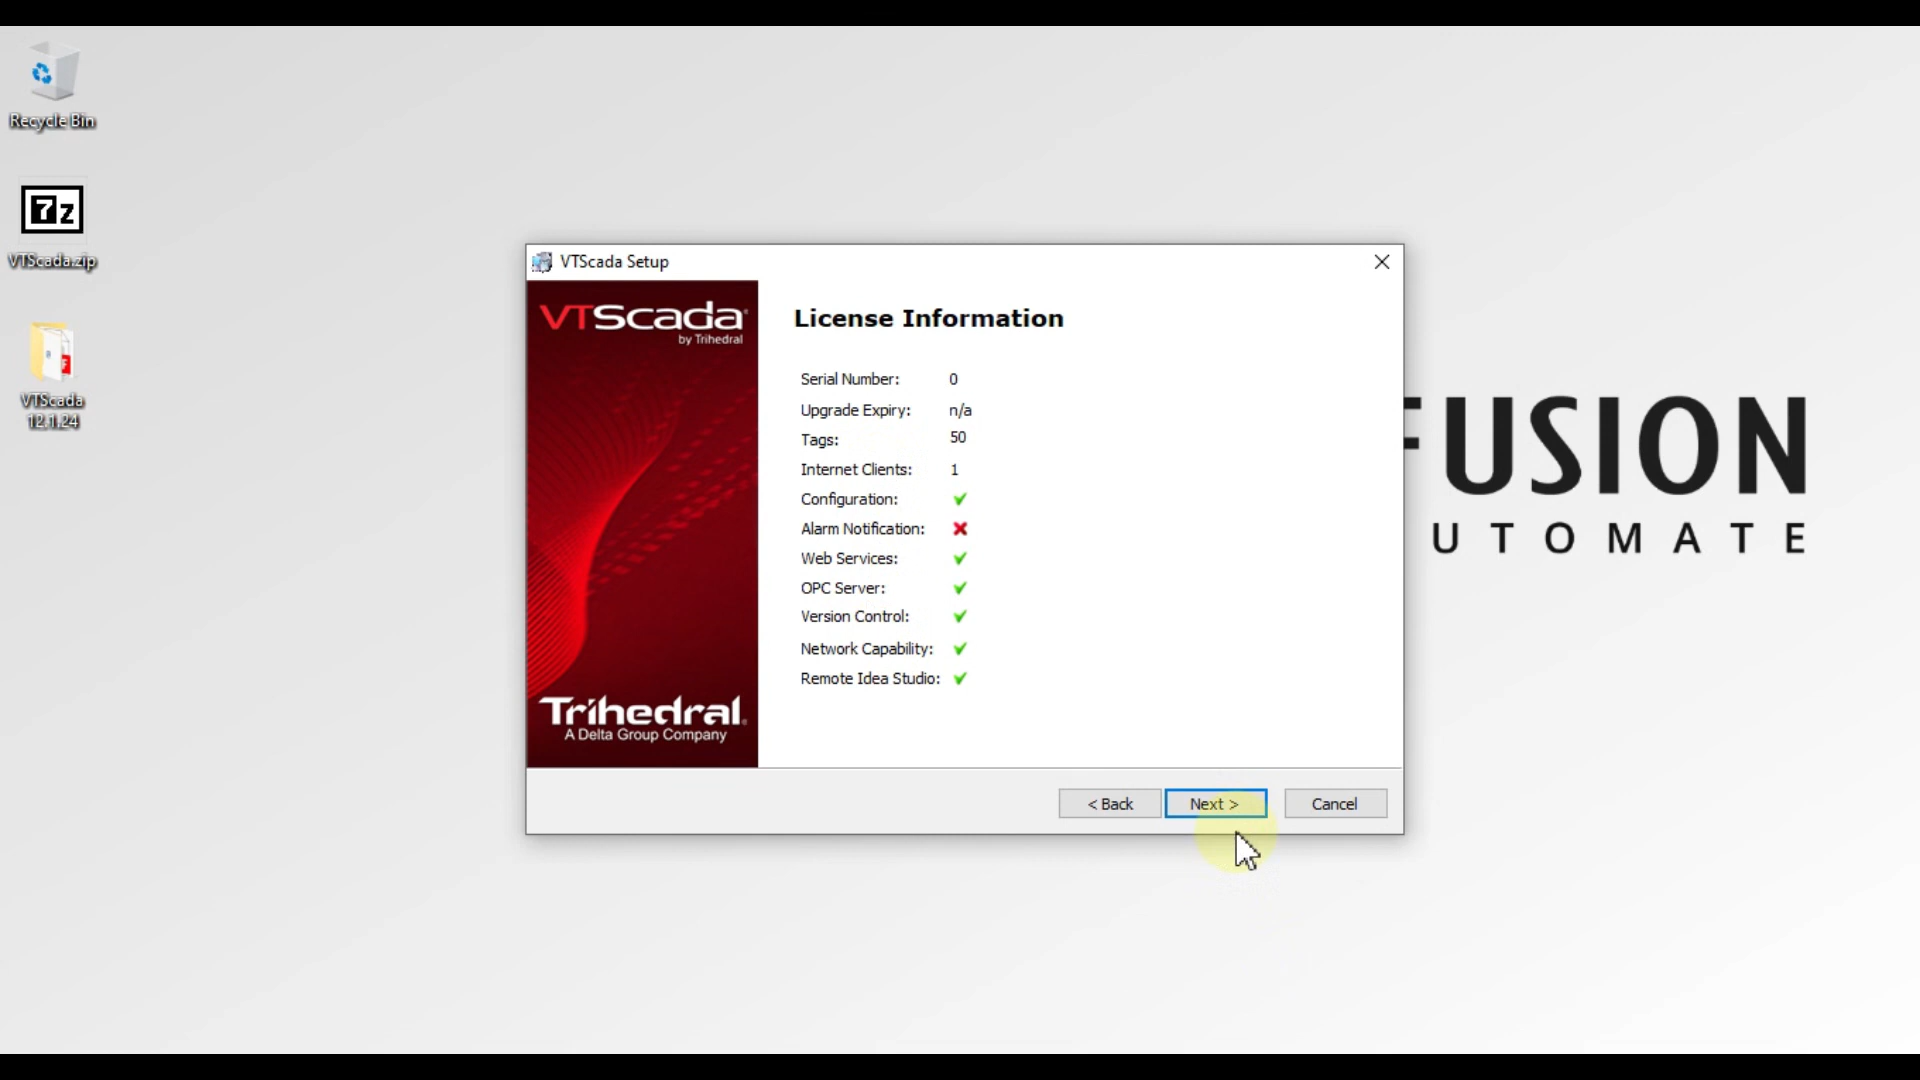 Recycle Bin
7z
VTScada.zip
VTScada
12.1.24
VTScada Setup
VTScada
by Trihedral
Trihedral
A Delta Group Company
License Information
Serial Number: 0
Upgrade Expiry: n/a
Tags: 50
Internet Clients: 1
Configuration:
Alarm Notification:
Web Services:
OPC Server:
Version Control:
Network Capability:
Remote Idea Studio:
< Back
Next >
Cancel
FUSION
UTOMATE